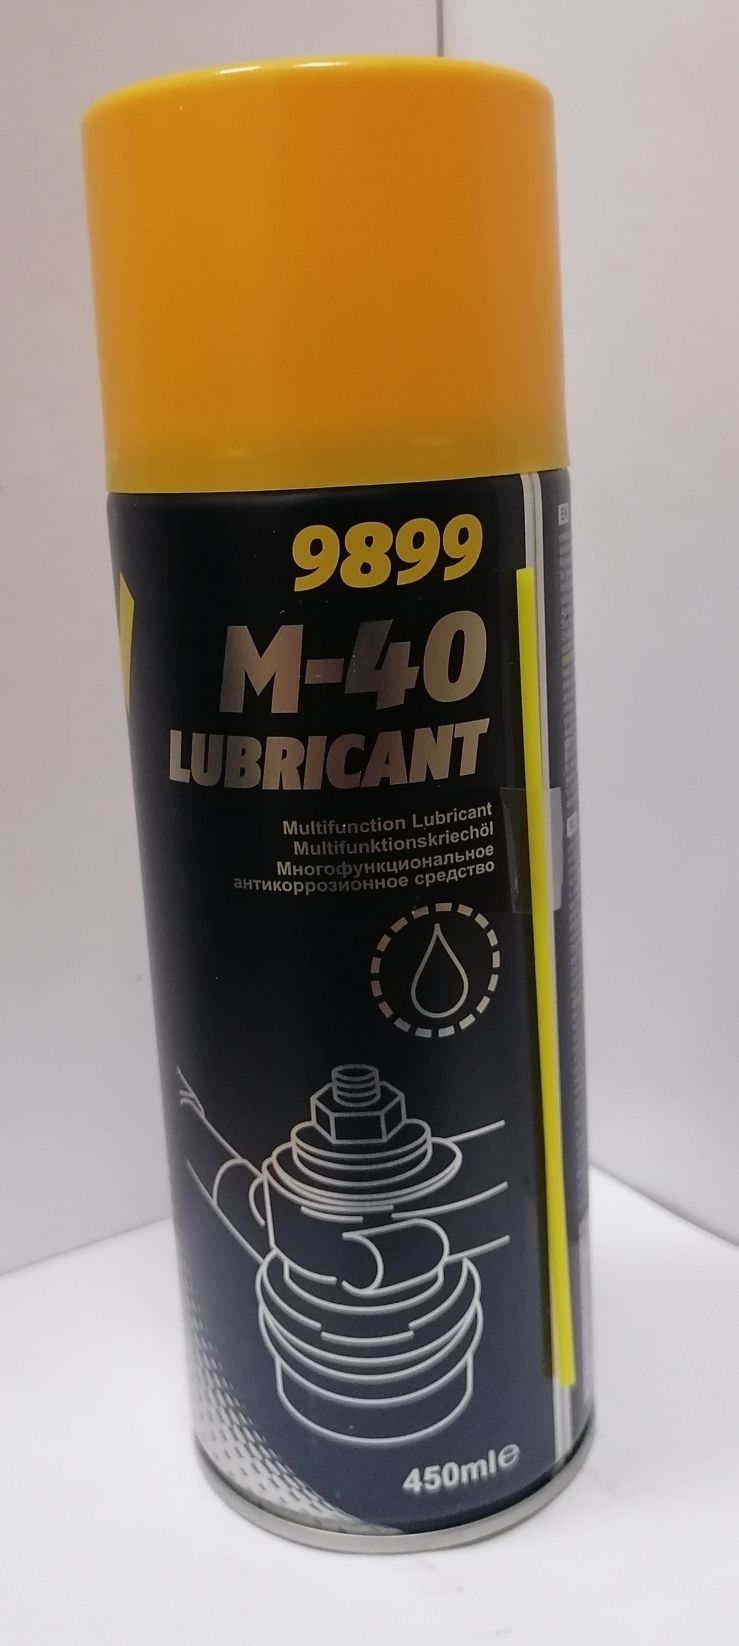 9899
M-40
LUBRICANT
Multifunction Lubricant
Multifunktionskriechöl
Многофункциональное
антикоррозионное средство
450ml℮